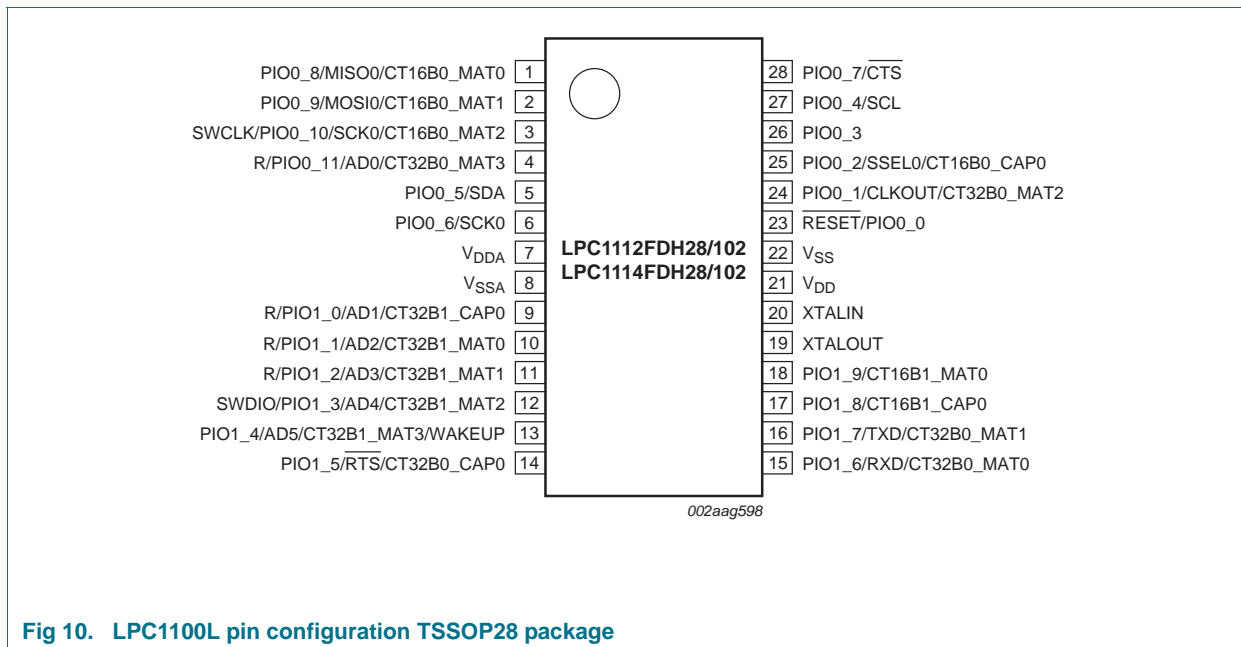 PIO0_8/MISO0/CT16B0_MAT0 1
PIO0_9/MOSI0/CT16B0_MAT1 2
SWCLK/PIO0_10/SCK0/CT16B0_MAT2 3
R/PIO0_11/AD0/CT32B0_MAT3 4
PIO0_5/SDA 5
PIO0_6/SCK0 6
VDDA 7
VSSA 8
R/PIO1_0/AD1/CT32B1_CAP0 9
R/PIO1_1/AD2/CT32B1_MAT0 10
R/PIO1_2/AD3/CT32B1_MAT1 11
SWDIO/PIO1_3/AD4/CT32B1_MAT2 12
PIO1_4/AD5/CT32B1_MAT3/WAKEUP 13
PIO1_5/RTS/CT32B0_CAP0 14
LPC1112FDH28/102
LPC1114FDH28/102
28 PIO0_7/CTS
27 PIO0_4/SCL
26 PIO0_3
25 PIO0_2/SSEL0/CT16B0_CAP0
24 PIO0_1/CLKOUT/CT32B0_MAT2
23 RESET/PIO0_0
22 VSS
21 VDD
20 XTALIN
19 XTALOUT
18 PIO1_9/CT16B1_MAT0
17 PIO1_8/CT16B1_CAP0
16 PIO1_7/TXD/CT32B0_MAT1
15 PIO1_6/RXD/CT32B0_MAT0
002aag598
Fig 10. LPC1100L pin configuration TSSOP28 package